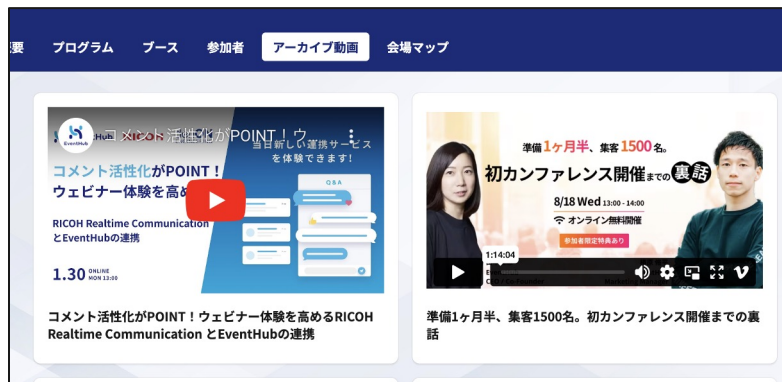 要 プログラム ブース 参加者 アーカイブ動画 会場マップ
コメント活性化がPOINT！ウ...
EventHub
当日新しい連携サービス
を体験できます!
コメント活性化がPOINT！
ウェビナー体験を高め
RICOH Realtime Communication
とEventHubの連携
1.30 ONLINE
MON 13:00
Q&A
コメント活性化がPOINT！ウェビナー体験を高めるRICOH
Realtime Communication とEventHubの連携
準備1ヶ月半、集客1500名。
初カンファレンス開催までの裏話
8/18 Wed 13:00 - 14:00
オンライン無料開催
参加者限定特典あり
1:14:04
準備1ヶ月半、集客1500名。初カンファレンス開催までの裏
話